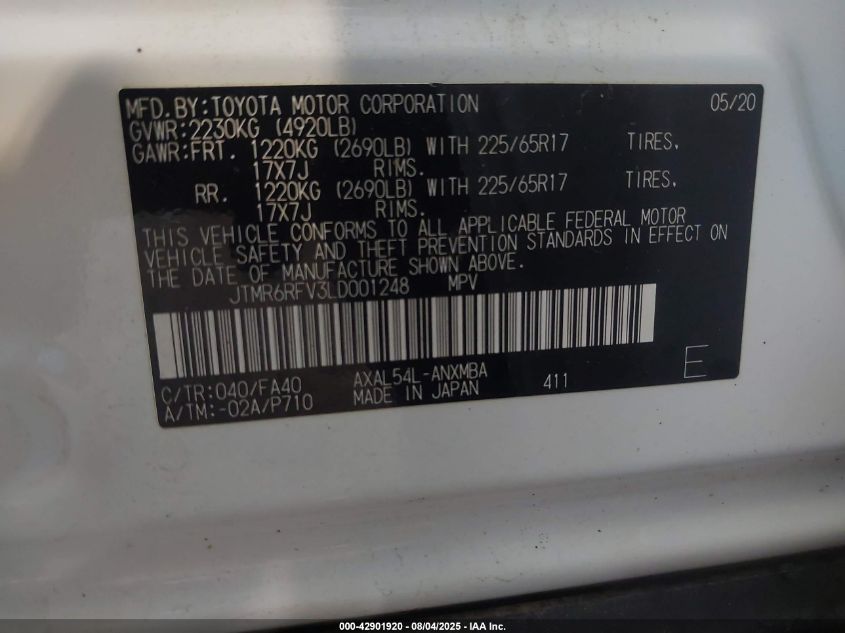 MFD.BY:TOYOTA MOTOR CORPORATION 05/20
GVWR:2230KG (4920LB)
GAWR:FRT. 1220KG (2690LB) WITH 225/65R17 TIRES,
17X7J RIMS.
RR. 1220KG (2690LB) WITH 225/65R17 TIRES,
17X7J RIMS.
THIS VEHICLE CONFORMS TO ALL APPLICABLE FEDERAL MOTOR
VEHICLE SAFETY AND THEFT PREVENTION STANDARDS IN EFFECT ON
THE DATE OF MANUFACTURE SHOWN ABOVE.
JTMR6RFV3LD001248 MPV
C/TR:040/FA40 AXAL54L-ANXMBA 411 E
A/TM:-02A/P710 MADE IN JAPAN
000-42901920 - 08/04/2025 - IAA Inc.